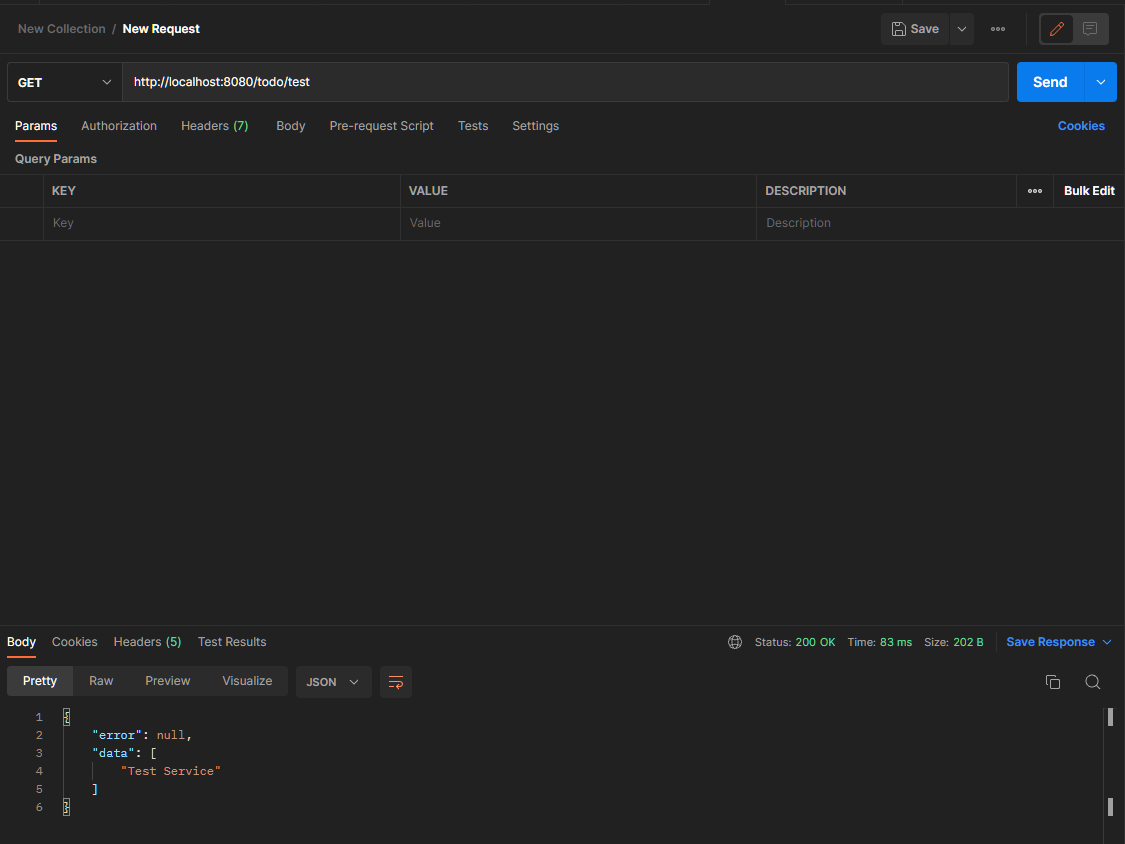 New Collection / New Request
Save
GET
http://localhost:8080/todo/test
Send
Params Authorization Headers (7) Body Pre-request Script Tests Settings Cookies
Query Params
KEY VALUE DESCRIPTION Bulk Edit
Key Value Description
Body Cookies Headers (5) Test Results Status: 200 OK Time: 83 ms Size: 202 B Save Response
Pretty Raw Preview Visualize JSON
1 {
2 "error": null,
3 "data": [
4 "Test Service"
5 ]
6 }